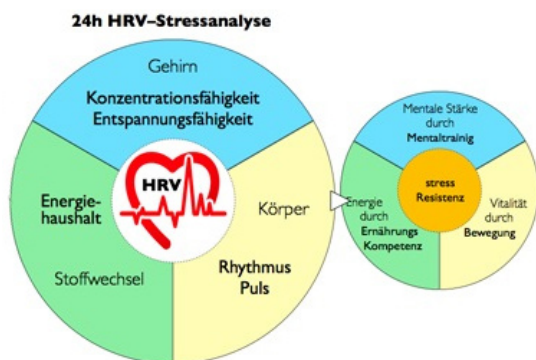 24h HRV–Stressanalyse
Gehirn
Konzentrationsfähigkeit
Entspannungsfähigkeit
HRV
Energie-
haushalt
Stoffwechsel
Körper
Rhythmus
Puls
Mentale Stärke
durch
Mentaltrainig
stress
Resistenz
Energie
durch
Ernährungs
Kompetenz
Vitalität
durch
Bewegung